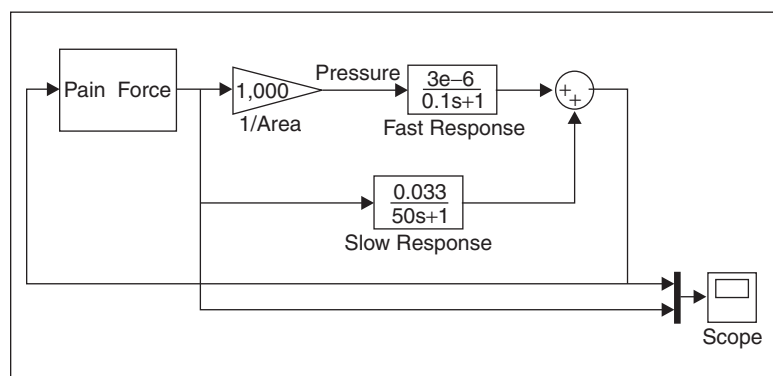 Pain Force
1,000
1/Area
Pressure
3e−6
0.1s+1
Fast Response
+
+
0.033
50s+1
Slow Response
Scope